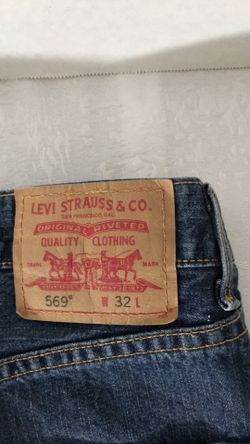 LEVI STRAUSS & CO.
SAN FRANCISCO, CAL.
ORIGINAL RIVETED
QUALITY CLOTHING
TRADE MARK
569® W 32 L